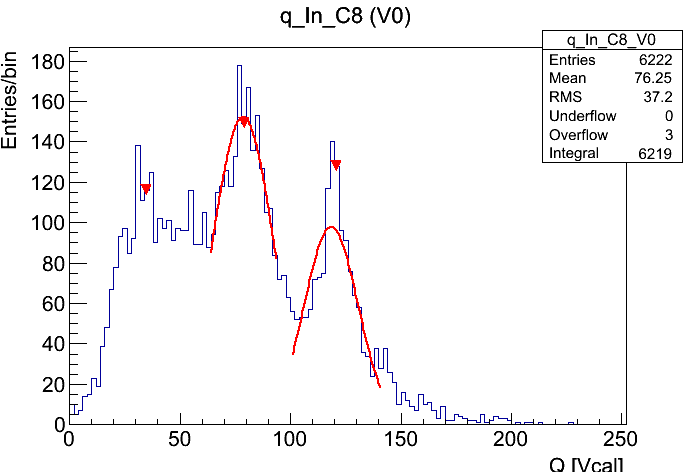 q_In_C8 (V0)
q_In_C8_V0
Entries 6222
Mean 76.25
RMS 37.2
Underflow 0
Overflow 3
Integral 6219
Entries/bin
180
160
140
120
100
80
60
40
20
0
0 50 100 150 200 250
Q [Vcal]